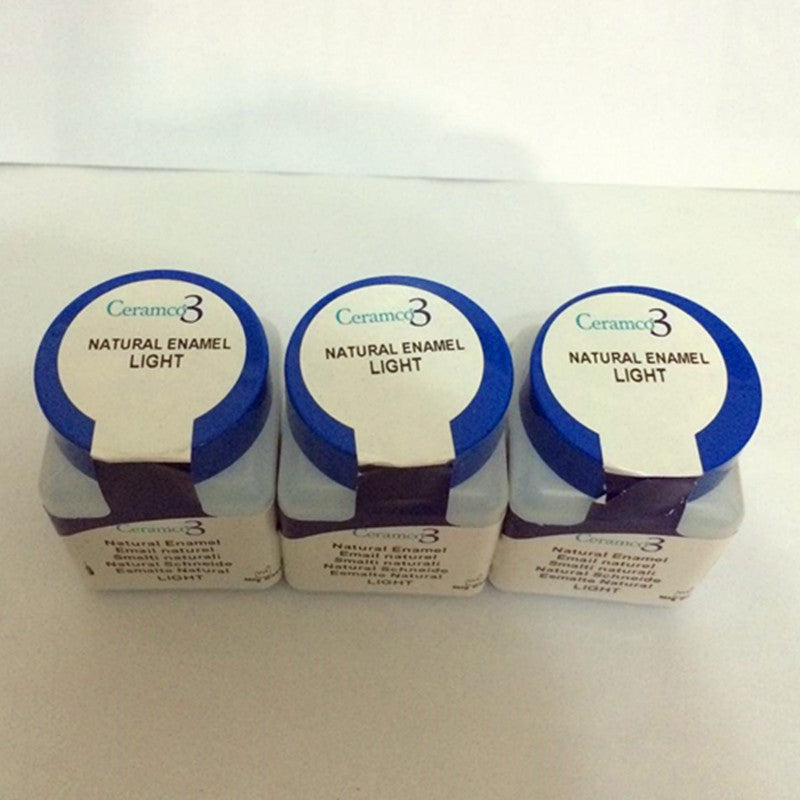 Ceramco3
NATURAL ENAMEL
LIGHT
Ceramco3
NATURAL ENAMEL
LIGHT
Ceramco3
NATURAL ENAMEL
LIGHT
Ceramco3
Natural Enamel
Email naturel
Smalti naturali
Natural Schneide
Esmalte Natural
LIGHT
Ceramco3
Natural Enamel
Email naturel
Smalti naturali
Natural Schneide
Esmalte Natural
LIGHT
Ceramco3
Natural Enamel
Email naturel
Smalti naturali
Natural Schneide
Esmalte Natural
LIGHT